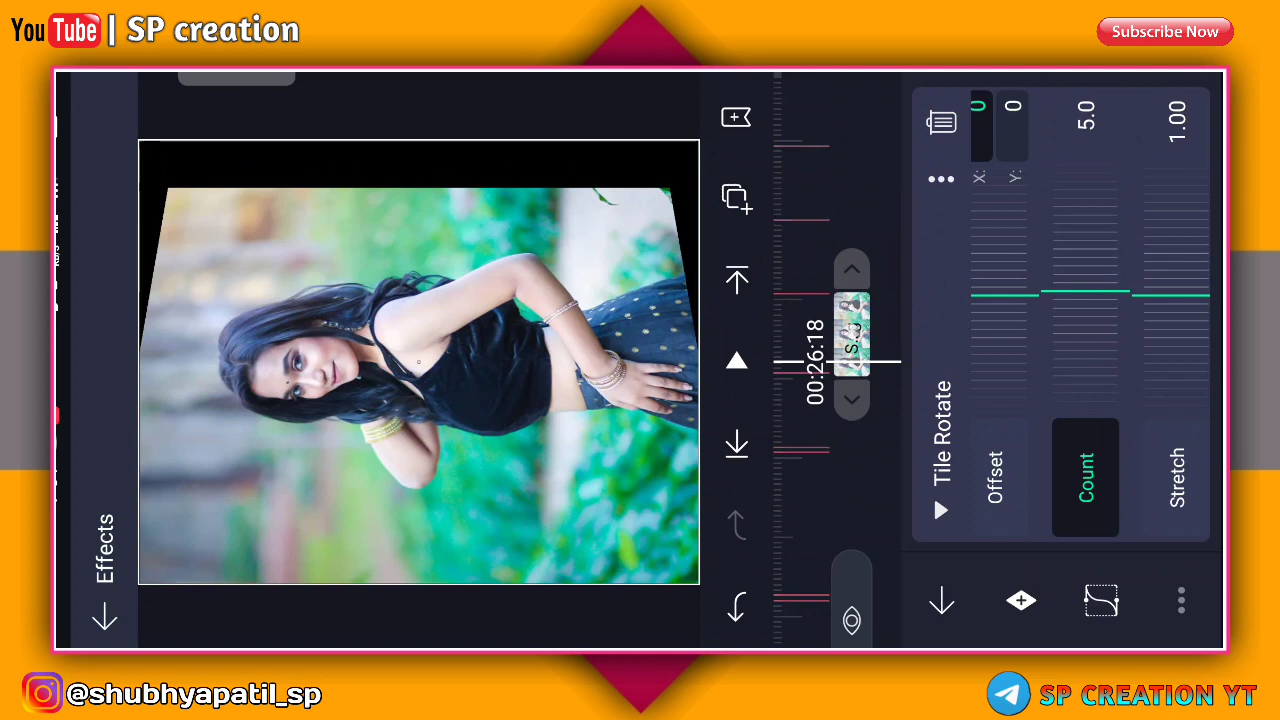 YouTube | SP creation
Subscribe Now
Effects
00:26:18
Tile Rotate
Offset
X:
0
Y:
0
Count
5.0
Stretch
1.00
@shubhyapatil_sp
SP CREATION YT